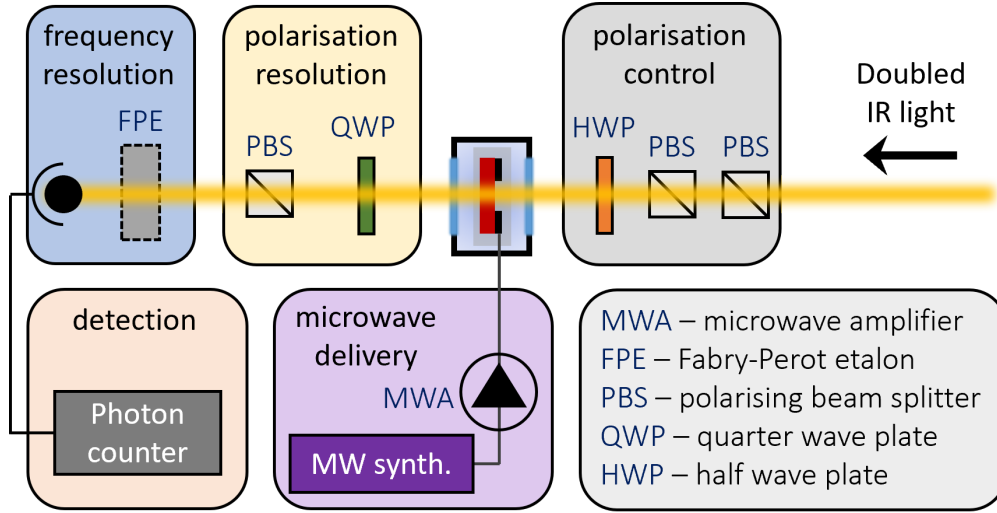 frequency
resolution
FPE
polarisation
resolution
PBS
QWP
polarisation
control
HWP
PBS
PBS
Doubled
IR light
detection
Photon
counter
microwave
delivery
MWA
MW synth.
MWA – microwave amplifier
FPE – Fabry-Perot etalon
PBS – polarising beam splitter
QWP – quarter wave plate
HWP – half wave plate